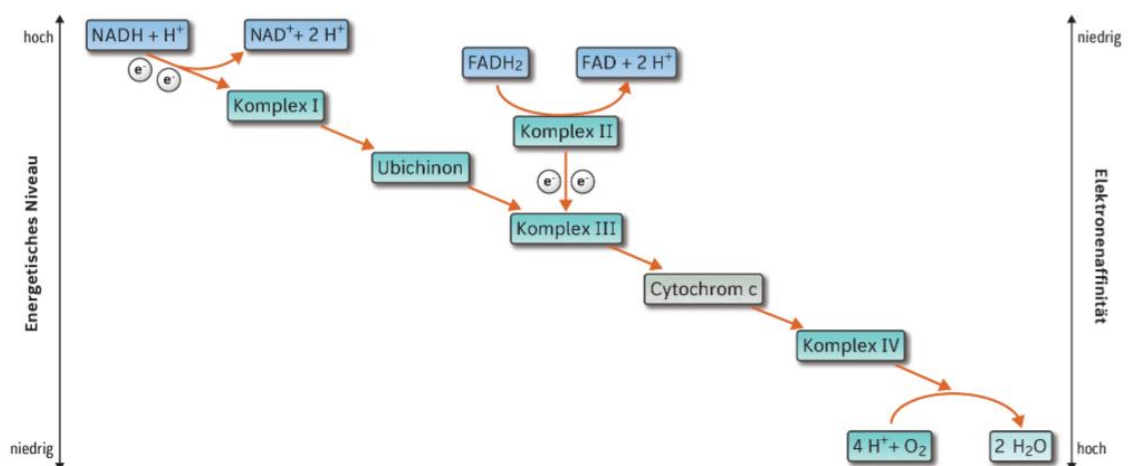 hoch
NADH + H⁺
NAD⁺+ 2 H⁺
niedrig
e⁻
e⁻
FADH₂
FAD + 2 H⁺
Komplex I
Komplex II
Ubichinon
e⁻
e⁻
Komplex III
Energetisches Niveau
Elektronenaffinität
Cytochrom c
Komplex IV
niedrig
4 H⁺+ O₂
2 H₂O
hoch